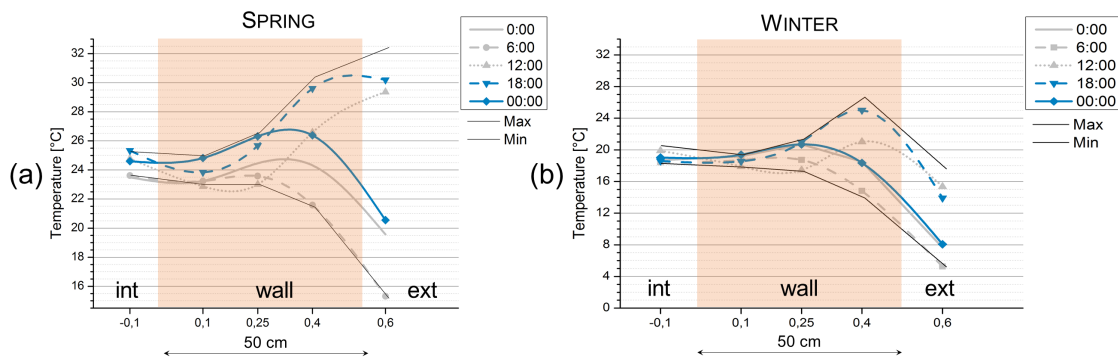 SPRING
(a)
Temperature [°C]
32
30
28
26
24
22
20
18
16
int
wall
ext
-0,1
0,1
0,25
0,4
0,6
50 cm
0:00
6:00
12:00
18:00
00:00
Max
Min
WINTER
(b)
Temperature [°C]
32
28
24
20
16
12
8
4
0
int
wall
ext
-0,1
0,1
0,25
0,4
0,6
50 cm
0:00
6:00
12:00
18:00
00:00
Max
Min